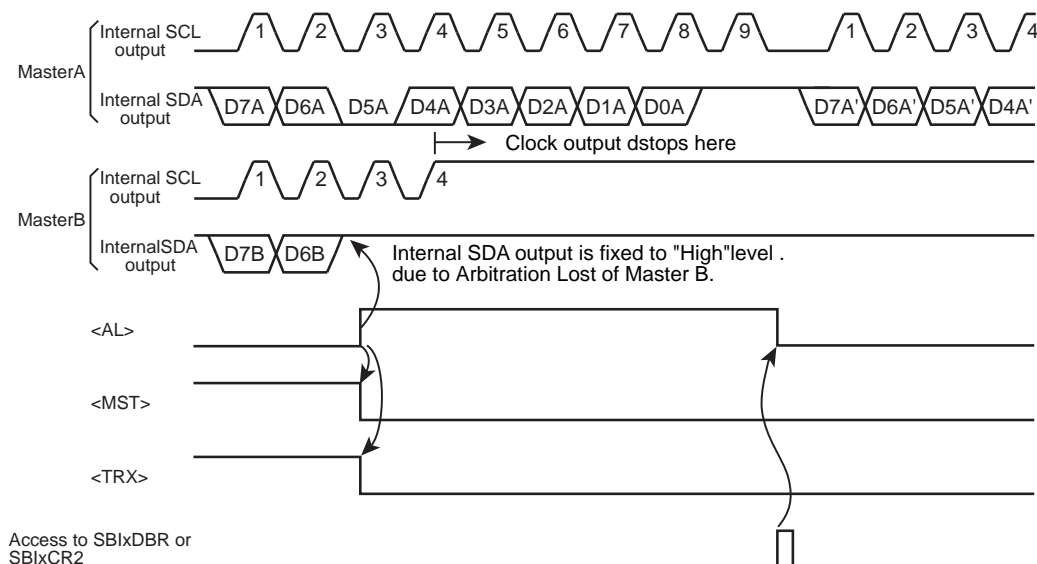 Internal SCL
output
1 2 3 4 5 6 7 8 9 1 2 3 4
MasterA
Internal SDA
output
D7A D6A D5A D4A D3A D2A D1A D0A D7A' D6A' D5A' D4A'
Clock output dstops here
Internal SCL
output
1 2 3 4
MasterB
InternalSDA
output
D7B D6B
Internal SDA output is fixed to "High"level .
due to Arbitration Lost of Master B.
<AL>
<MST>
<TRX>
Access to SBIxDBR or
SBIxCR2